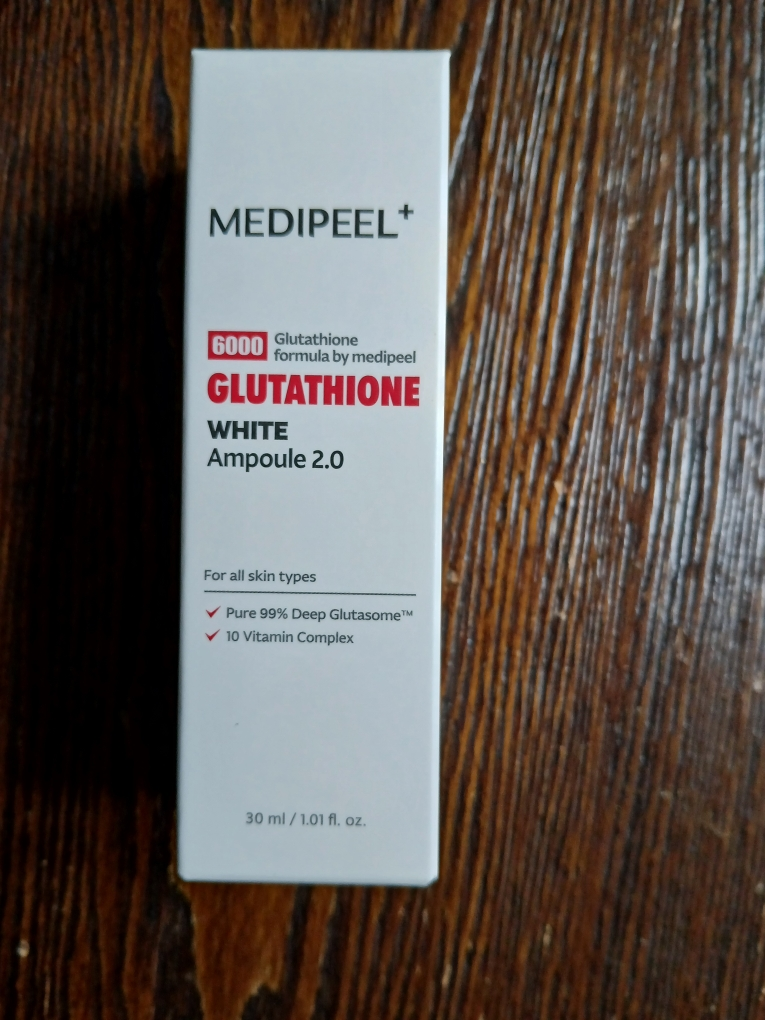 MEDIPEEL+
6000 Glutathione
formula by medipeel
GLUTATHIONE
WHITE
Ampoule 2.0
For all skin types
✓ Pure 99% Deep Glutasome™
✓ 10 Vitamin Complex
30 ml / 1.01 fl. oz.